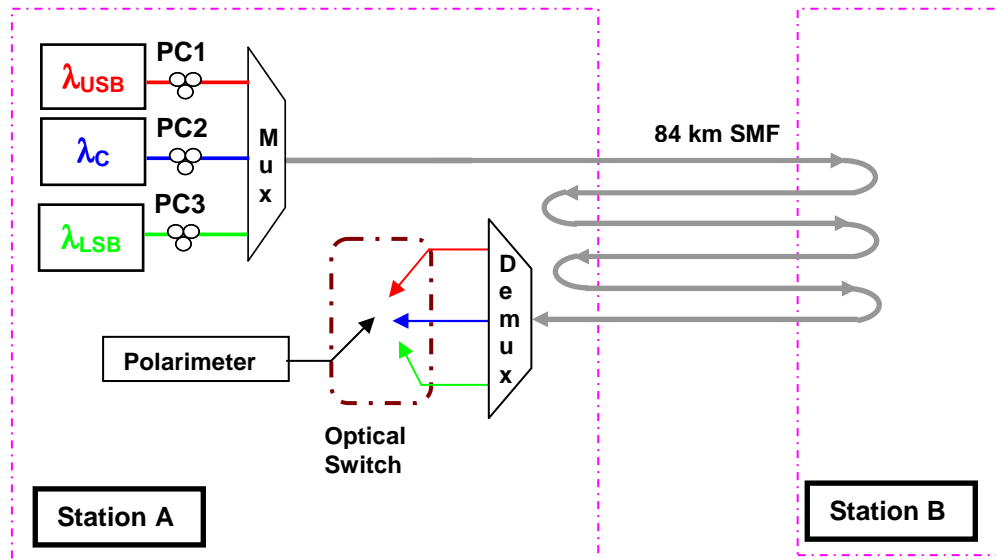 PC1
λUSB
PC2
λC
PC3
λLSB
M
u
x
84 km SMF
D
e
m
u
x
Polarimeter
Optical
Switch
Station A
Station B